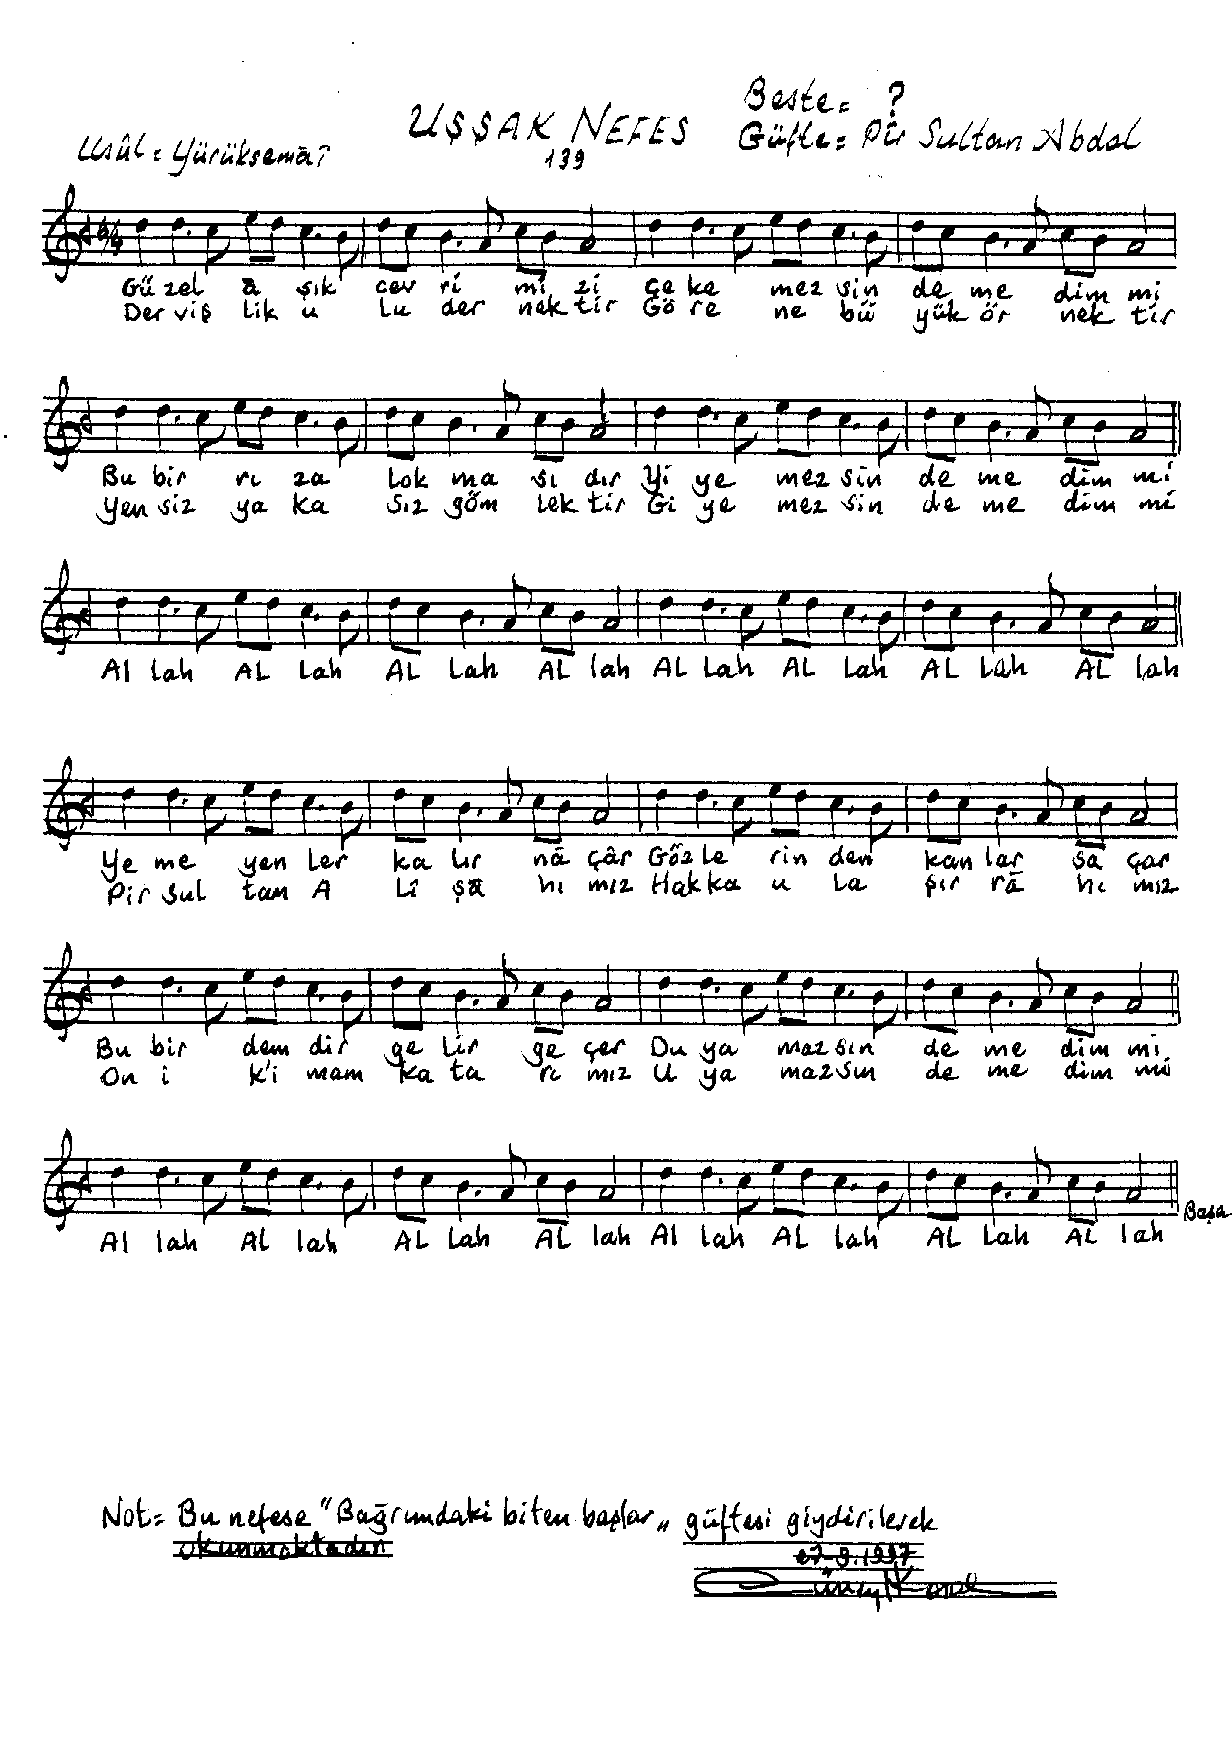 Beste = ?
UŞŞAK NEFES
Güfte = Pîr Sultan Abdal
Usûl = Yürüksemâî
139
6/4
Güzel â şık cev ri mi zi çe ke mez sin de me dim mi
Der viş lik u lu der nek tir Gö re ne bü yük ör nek tir
Bu bir rı za lok ma sı dır Yi ye mez sin de me dim mi
Yen siz ya ka sız göm lek tir Gi ye mez sin de me dim mi
Al lah AL Lah AL Lah AL lah AL Lah AL Lah AL Lah AL lah
Ye me yen ler ka lır nâ çâr Göz le rin den kan lar sa çar
Pir Sul tan A Lî şâ hı mız Hak ka u la şır râ hı mız
Bu bir dem dir ge lir ge çer Du ya maz sın de me dim mi
On i ki mam ka ta rı mız U ya maz sın de me dim mi
Al lah Al lah AL Lah AL lah Al lah AL lah AL Lah AL lah
Başa
Not = Bu nefese "Bağrımdaki biten başlar" güftesi giydirilerek
okunmaktadır
27.9.1997